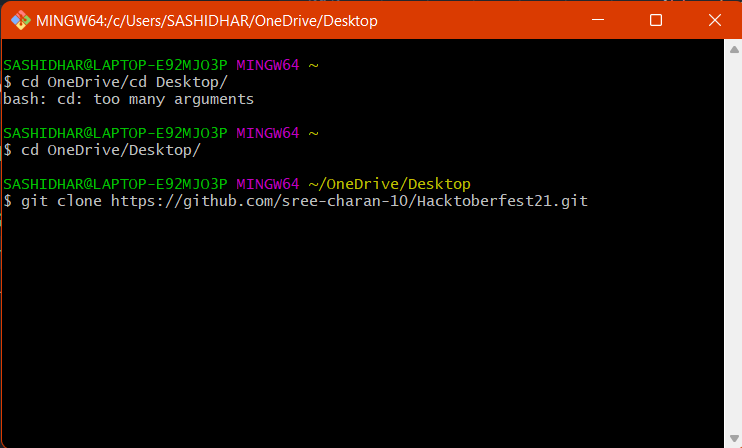 MINGW64:/c/Users/SASHIDHAR/OneDrive/Desktop
SASHIDHAR@LAPTOP-E92MJO3P MINGW64 ~
$ cd OneDrive/cd Desktop/
bash: cd: too many arguments
SASHIDHAR@LAPTOP-E92MJO3P MINGW64 ~
$ cd OneDrive/Desktop/
SASHIDHAR@LAPTOP-E92MJO3P MINGW64 ~/OneDrive/Desktop
$ git clone https://github.com/sree-charan-10/Hacktoberfest21.git